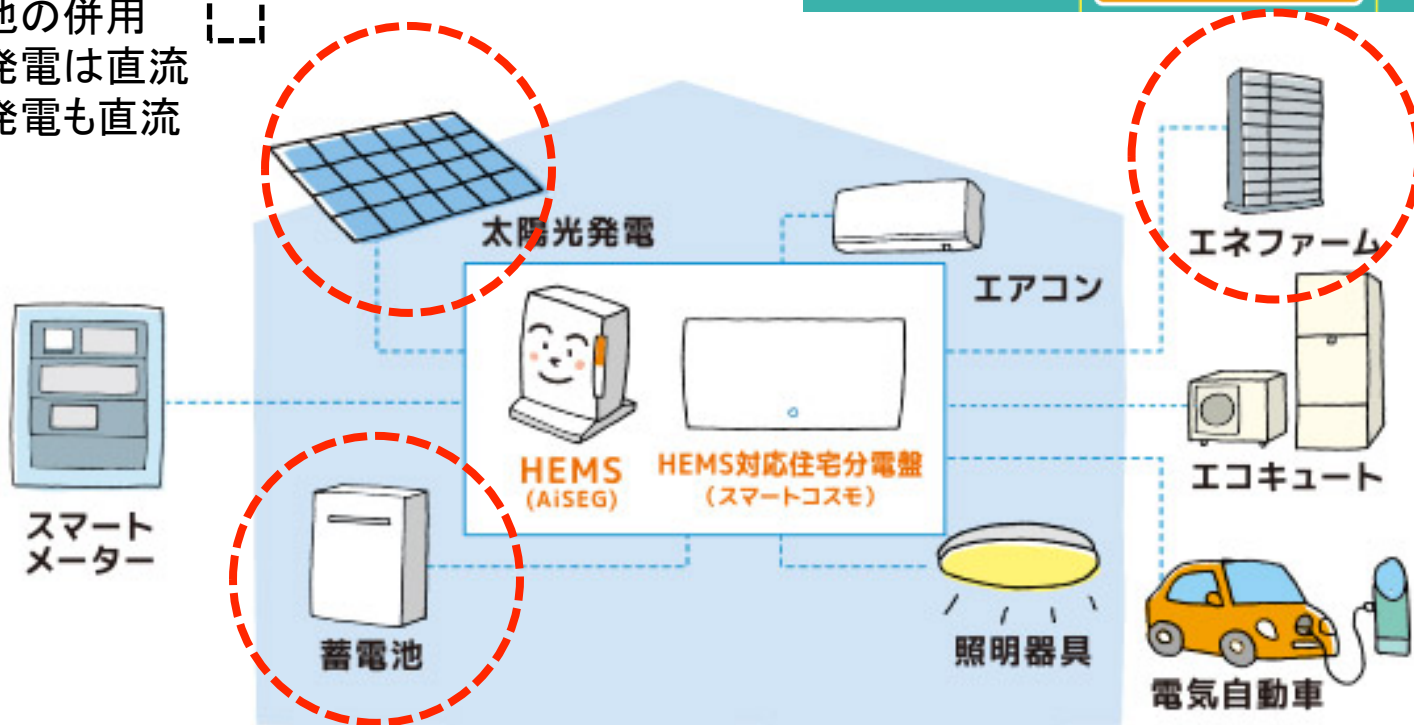 池の併用
発電は直流
発電も直流
太陽光発電
エアコン
エネファーム
HEMS
(AiSEG)
HEMS対応住宅分電盤
(スマートコスモ)
エコキュート
スマート
メーター
蓄電池
照明器具
電気自動車